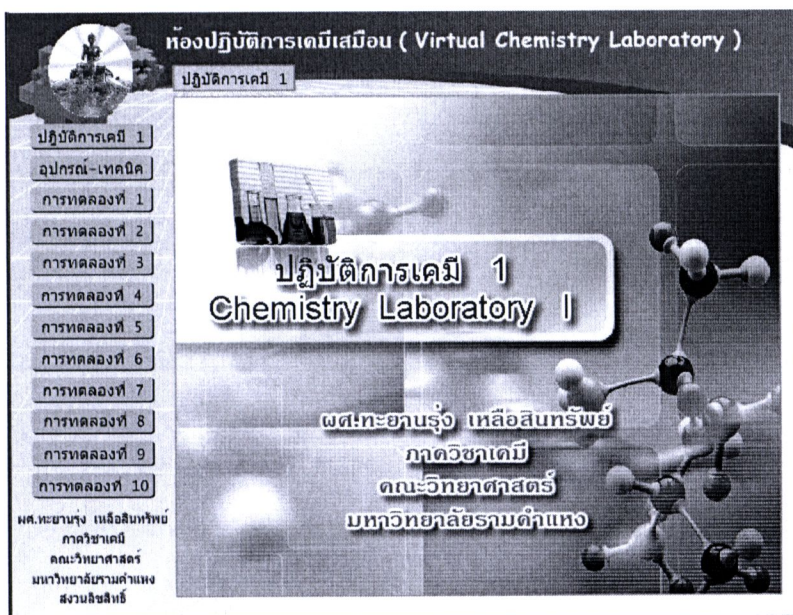 ห้องปฏิบัติการเคมีเสมือน ( Virtual Chemistry Laboratory )
ปฏิบัติการเคมี 1
ปฏิบัติการเคมี 1
อุปกรณ์-เทคนิค
การทดลองที่ 1
การทดลองที่ 2
การทดลองที่ 3
การทดลองที่ 4
การทดลองที่ 5
การทดลองที่ 6
การทดลองที่ 7
การทดลองที่ 8
การทดลองที่ 9
การทดลองที่ 10
ผศ.ทะยานรุ่ง เหลือสินทรัพย์
ภาควิชาเคมี
คณะวิทยาศาสตร์
มหาวิทยาลัยรามคำแหง
สงวนลิขสิทธิ์
ปฏิบัติการเคมี 1
Chemistry Laboratory I
ผศ.ทะยานรุ่ง เหลือสินทรัพย์
ภาควิชาเคมี
คณะวิทยาศาสตร์
มหาวิทยาลัยรามคำแหง